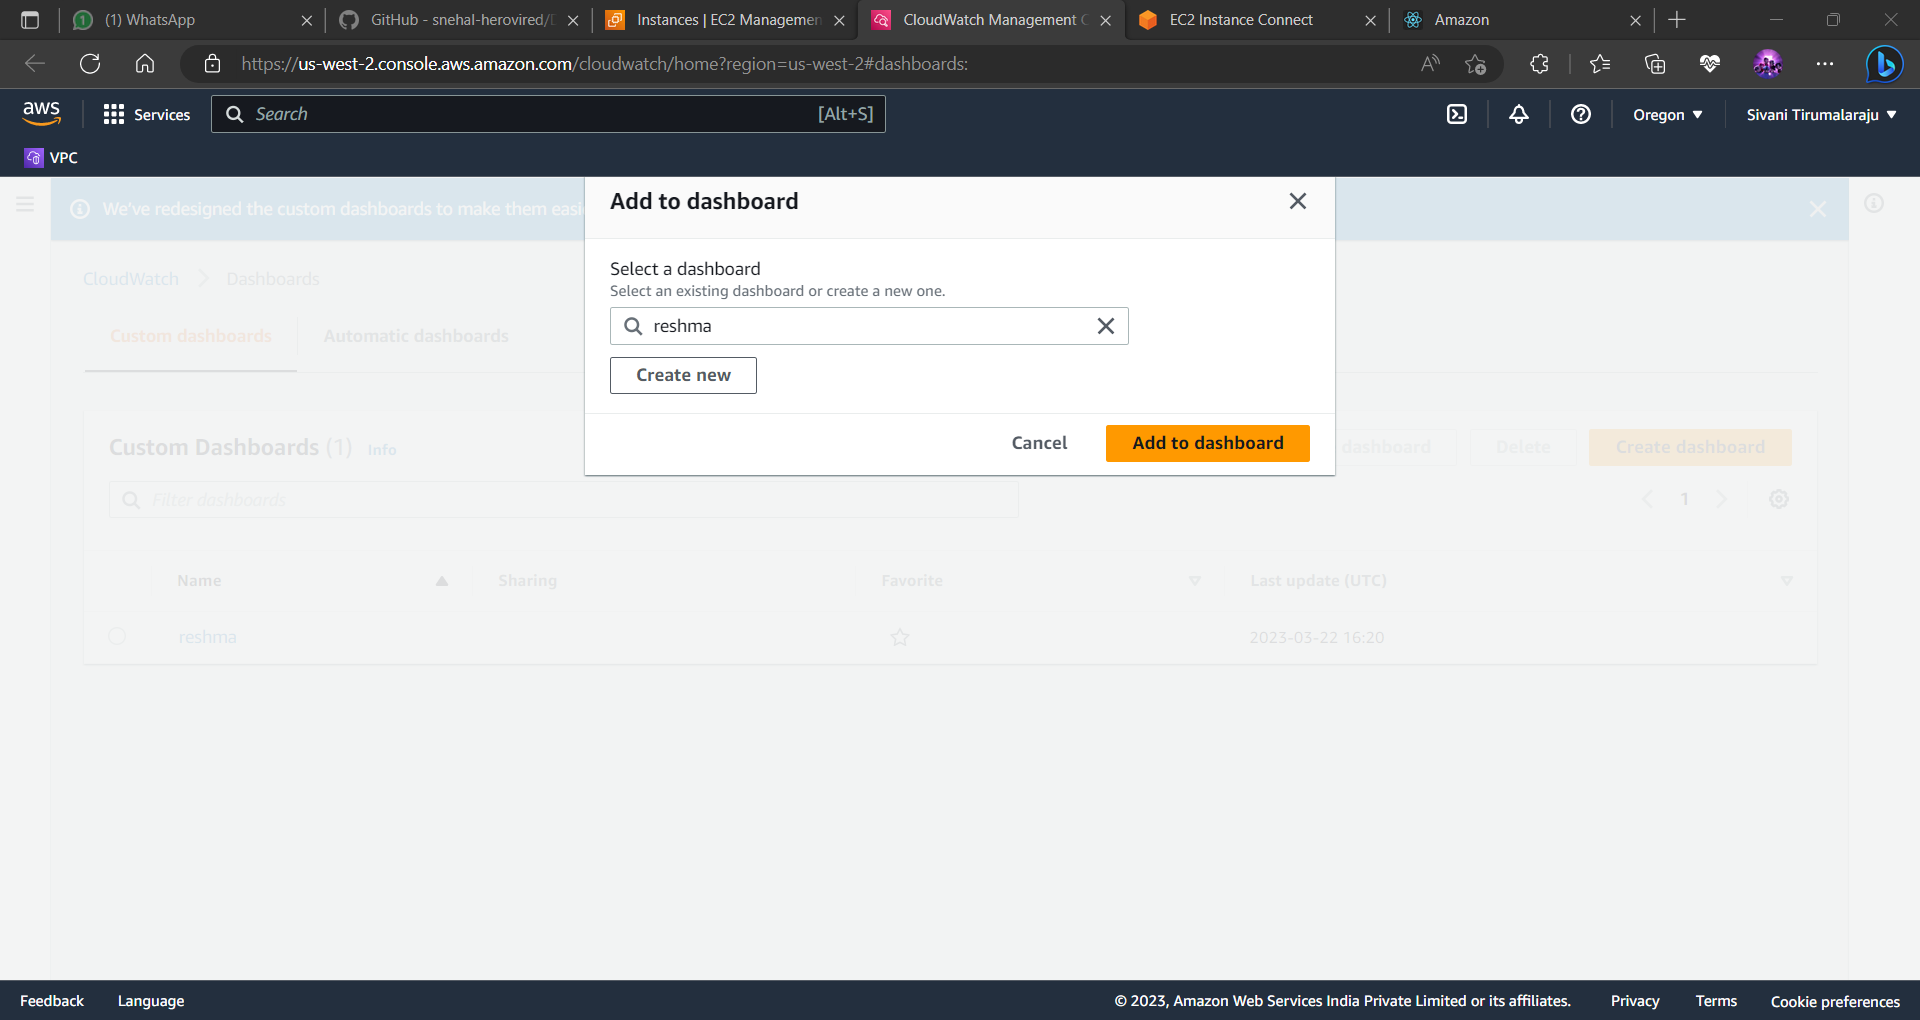 (1) WhatsApp
GitHub - snehal-herovired/D
Instances | EC2 Managemen
CloudWatch Management C
EC2 Instance Connect
Amazon
https://us-west-2.console.aws.amazon.com/cloudwatch/home?region=us-west-2#dashboards:
aws
Services
Search
[Alt+S]
Oregon ▼
Sivani Tirumalaraju ▼
VPC
We've redesigned the custom dashboards to make them easi
Add to dashboard
Select a dashboard
Select an existing dashboard or create a new one.
reshma
Create new
Cancel
Add to dashboard
CloudWatch
Dashboards
Custom dashboards
Automatic dashboards
Custom Dashboards (1)
Info
dashboard
Delete
Create dashboard
Filter dashboards
1
Name
Sharing
Favorite
Last update (UTC)
reshma
2023-03-22 16:20
Feedback
Language
© 2023, Amazon Web Services India Private Limited or its affiliates.
Privacy
Terms
Cookie preferences